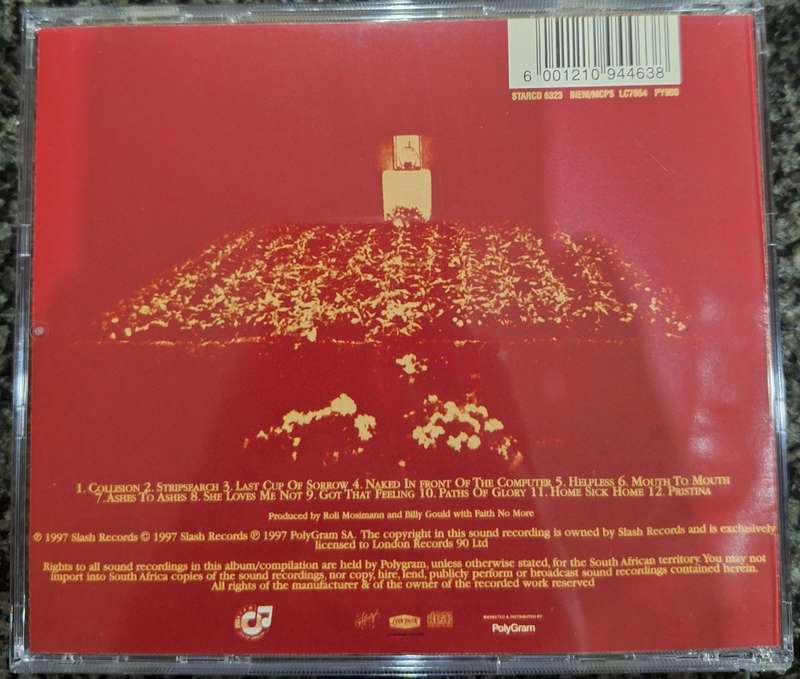 6 001210 944638
STARCD 6323 BIEM/MCPS LC7654 PY900
1. COLLISION 2. STRIPSEARCH 3. LAST CUP OF SORROW 4. NAKED IN FRONT OF THE COMPUTER 5. HELPLESS 6. MOUTH TO MOUTH
7. ASHES TO ASHES 8. SHE LOVES ME NOT 9. GOT THAT FEELING 10. PATHS OF GLORY 11. HOME SICK HOME 12. PRISTINA
Produced by Roli Mosimann and Billy Gould with Faith No More
℗ 1997 Slash Records © 1997 Slash Records ℗ 1997 PolyGram SA. The copyright in this sound recording is owned by Slash Records and is exclusively
licensed to London Records 90 Ltd
Rights to all sound recordings in this album/compilation are held by Polygram, unless otherwise stated, for the South African territory. You may not
import into South Africa copies of the sound recordings, nor copy, hire, lend, publicly perform or broadcast sound recordings contained herein.
All rights of the manufacturer & of the owner of the recorded work reserved
MARKETED & DISTRIBUTED BY
PolyGram